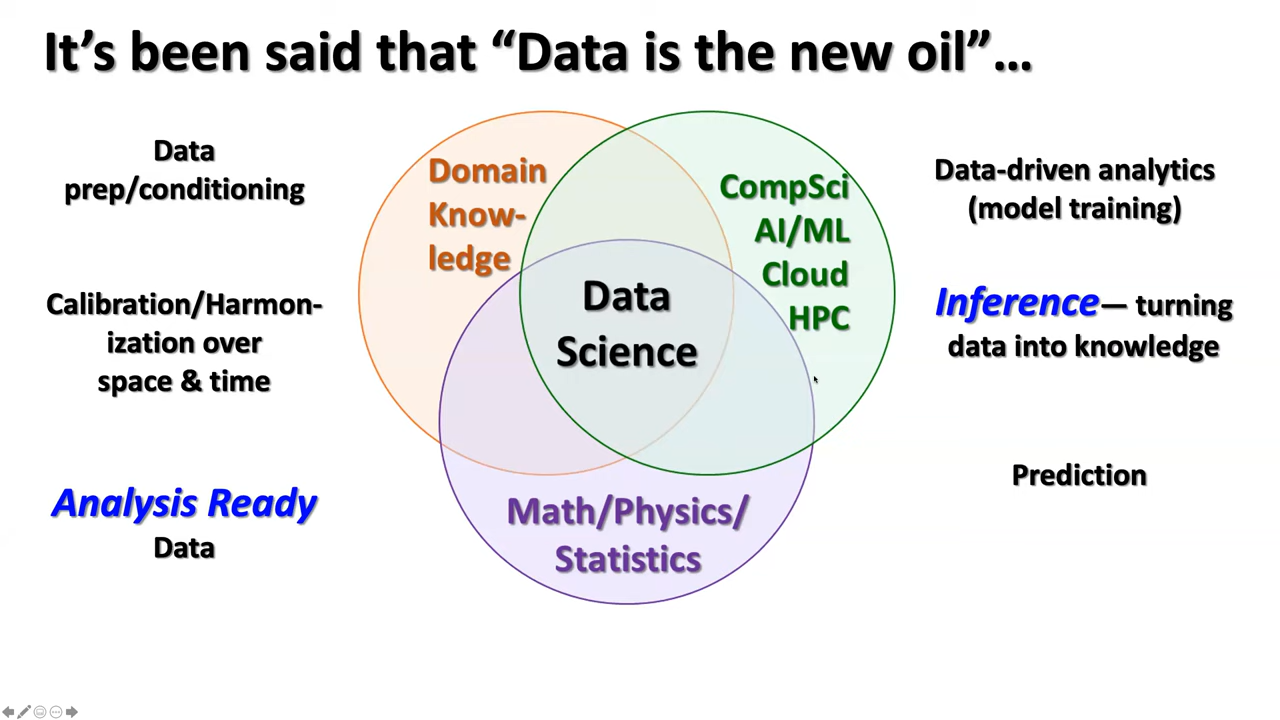 It’s been said that “Data is the new oil”…
Data
prep/conditioning
Calibration/Harmon-
ization over
space & time
Analysis Ready
Data
Domain
Know-
ledge
CompSci
AI/ML
Cloud
HPC
Data
Science
Math/Physics/
Statistics
Data-driven analytics
(model training)
Inference— turning
data into knowledge
Prediction